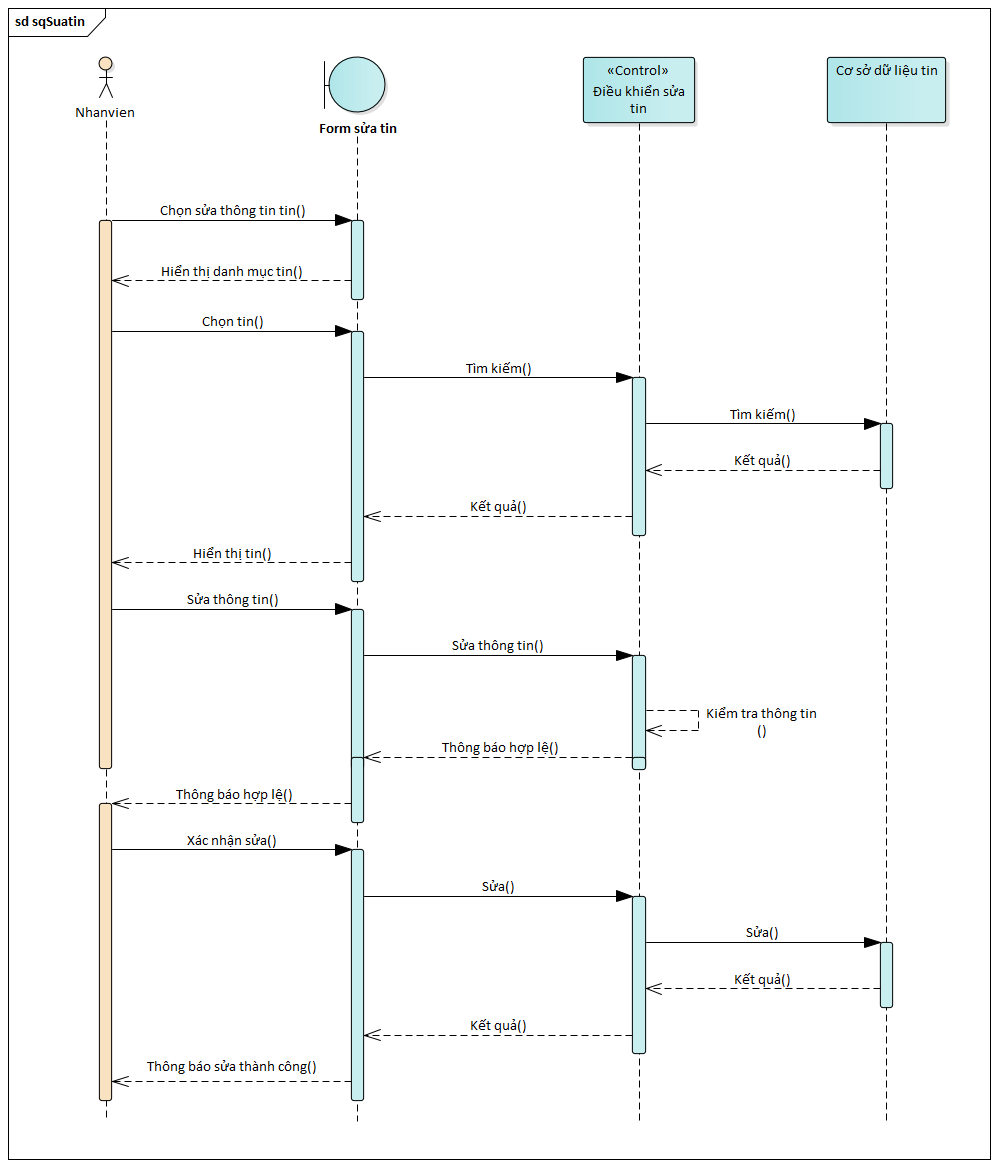 sd sqSuatin
Nhanvien
Form sửa tin
«Control»
Điều khiển sửa
tin
Cơ sở dữ liệu tin
Chọn sửa thông tin tin()
Hiển thị danh mục tin()
Chọn tin()
Tìm kiếm()
Tìm kiếm()
Kết quả()
Kết quả()
Hiển thị tin()
Sửa thông tin()
Sửa thông tin()
Kiểm tra thông tin
()
Thông báo hợp lệ()
Thông báo hợp lệ()
Xác nhận sửa()
Sửa()
Sửa()
Kết quả()
Kết quả()
Thông báo sửa thành công()